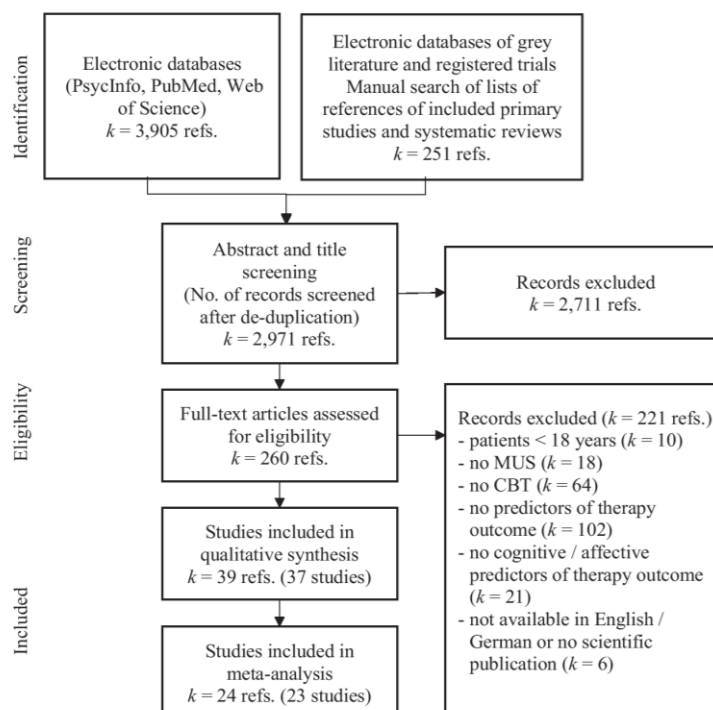 Identification
Electronic databases
(PsycInfo, PubMed, Web
of Science)
k = 3,905 refs.
Electronic databases of grey
literature and registered trials
Manual search of lists of
references of included primary
studies and systematic reviews
k = 251 refs.
Screening
Abstract and title
screening
(No. of records screened
after de-duplication)
k = 2,971 refs.
Records excluded
k = 2,711 refs.
Eligibility
Full-text articles assessed
for eligibility
k = 260 refs.
Records excluded (k = 221 refs.)
- patients < 18 years (k = 10)
- no MUS (k = 18)
- no CBT (k = 64)
- no predictors of therapy
outcome (k = 102)
- no cognitive / affective
predictors of therapy outcome
(k = 21)
- not available in English /
German or no scientific
publication (k = 6)
Included
Studies included in
qualitative synthesis
k = 39 refs. (37 studies)
Studies included in
meta-analysis
k = 24 refs. (23 studies)